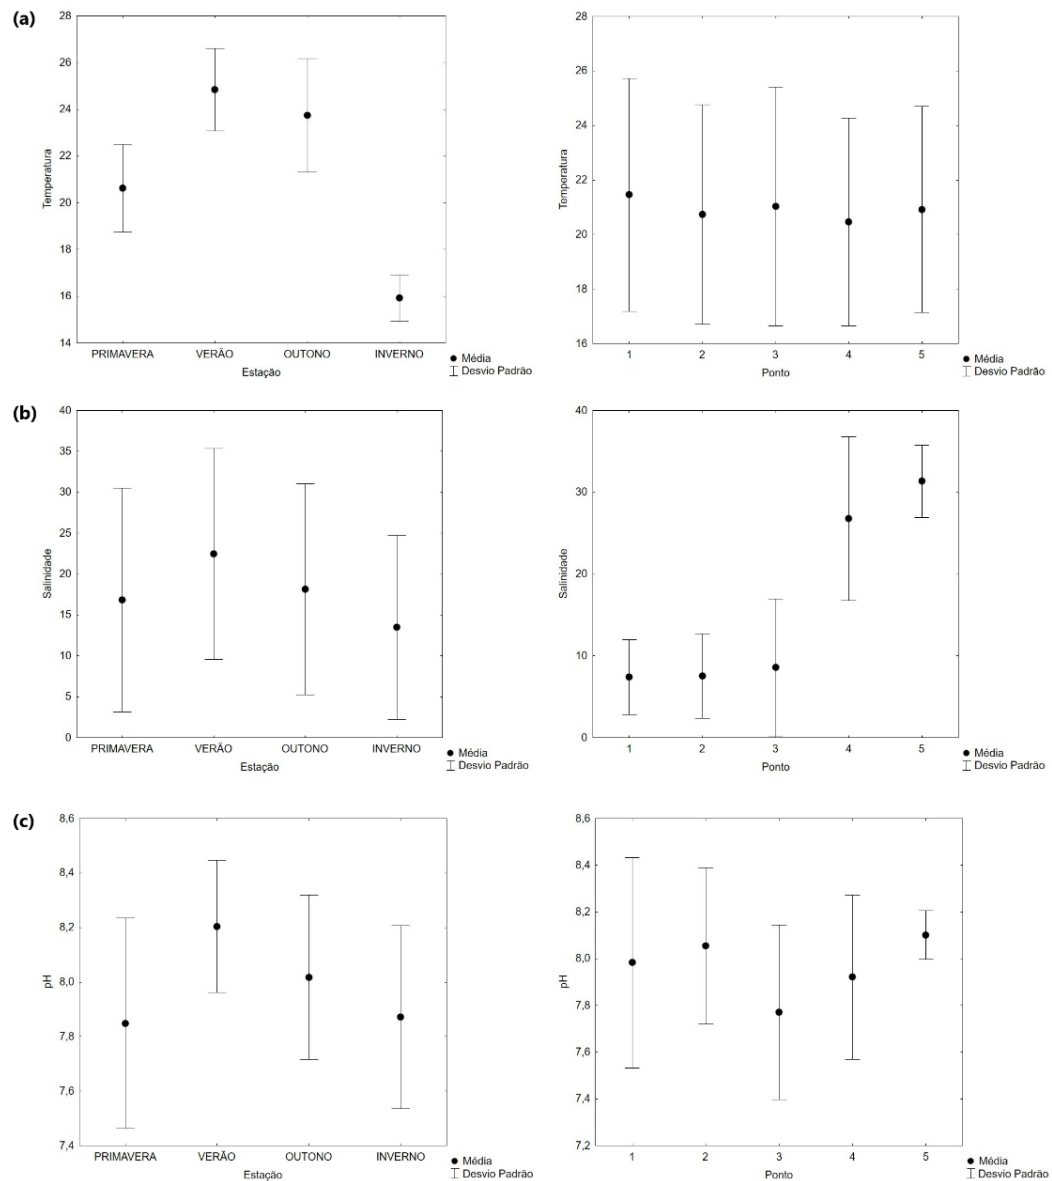 (a)
28
26
24
22
20
18
16
14
Temperatura
PRIMAVERA VERÃO OUTONO INVERNO
Estação
Média
Desvio Padrão
28
26
24
22
20
18
16
Temperatura
1 2 3 4 5
Ponto
Média
Desvio Padrão
(b)
40
35
30
25
20
15
10
5
0
Salinidade
PRIMAVERA VERÃO OUTONO INVERNO
Estação
Média
Desvio Padrão
40
30
20
10
0
Salinidade
1 2 3 4 5
Ponto
Média
Desvio Padrão
(c)
8,6
8,4
8,2
8,0
7,8
7,6
7,4
pH
PRIMAVERA VERÃO OUTONO INVERNO
Estação
Média
Desvio Padrão
8,6
8,4
8,2
8,0
7,8
7,6
7,4
7,2
pH
1 2 3 4 5
Ponto
Média
Desvio Padrão